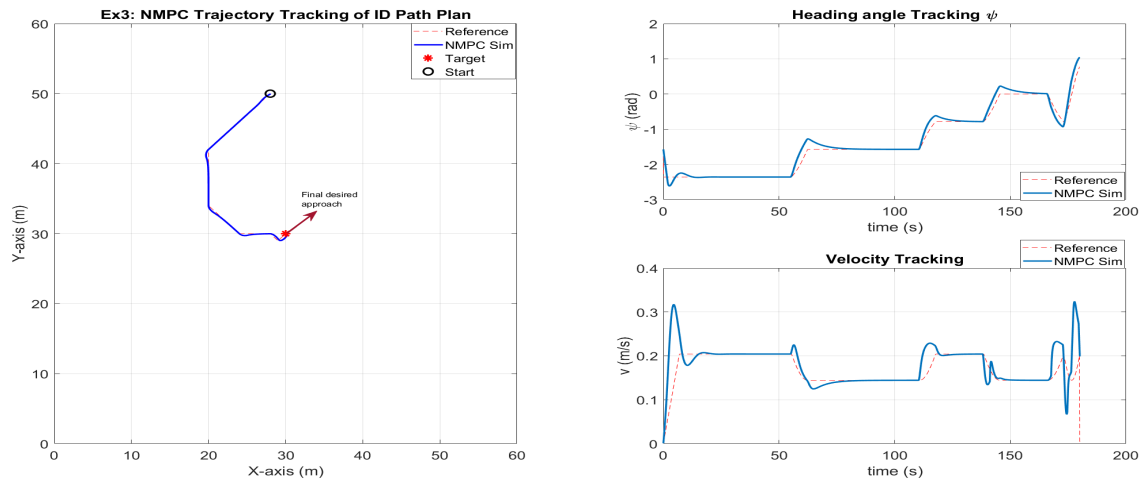 Ex3: NMPC Trajectory Tracking of ID Path Plan
60
50
40
30
20
10
0
Y-axis (m)
Reference
NMPC Sim
Target
Start
Final desired
approach
0
10
20
30
40
50
60
X-axis (m)
Heading angle Tracking ψ
1
0
-1
-2
-3
ψ (rad)
Reference
NMPC Sim
0
50
100
150
200
time (s)
Reference
NMPC Sim
Velocity Tracking
0.4
0.3
0.2
0.1
0
v (m/s)
0
50
100
150
200
time (s)